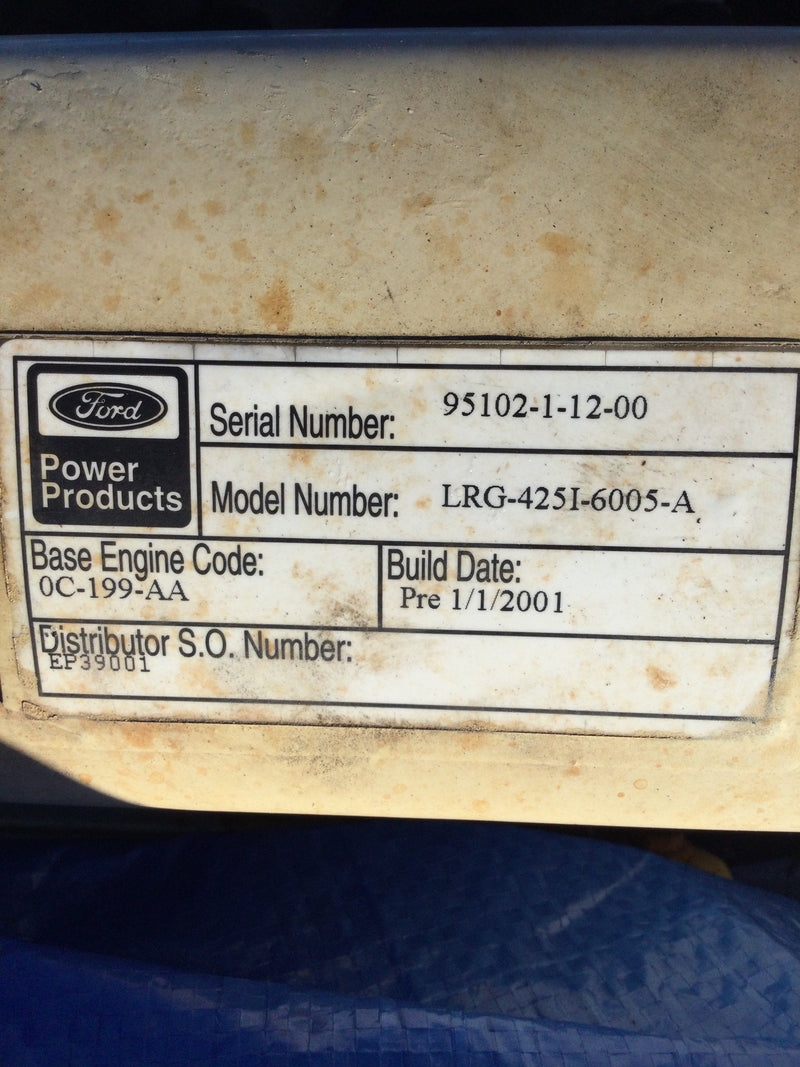 Ford
Power
Products
Serial Number: 95102-1-12-00
Model Number: LRG-425I-6005-A
Base Engine Code:
0C-199-AA
Build Date:
Pre 1/1/2001
Distributor S.O. Number:
EP39001